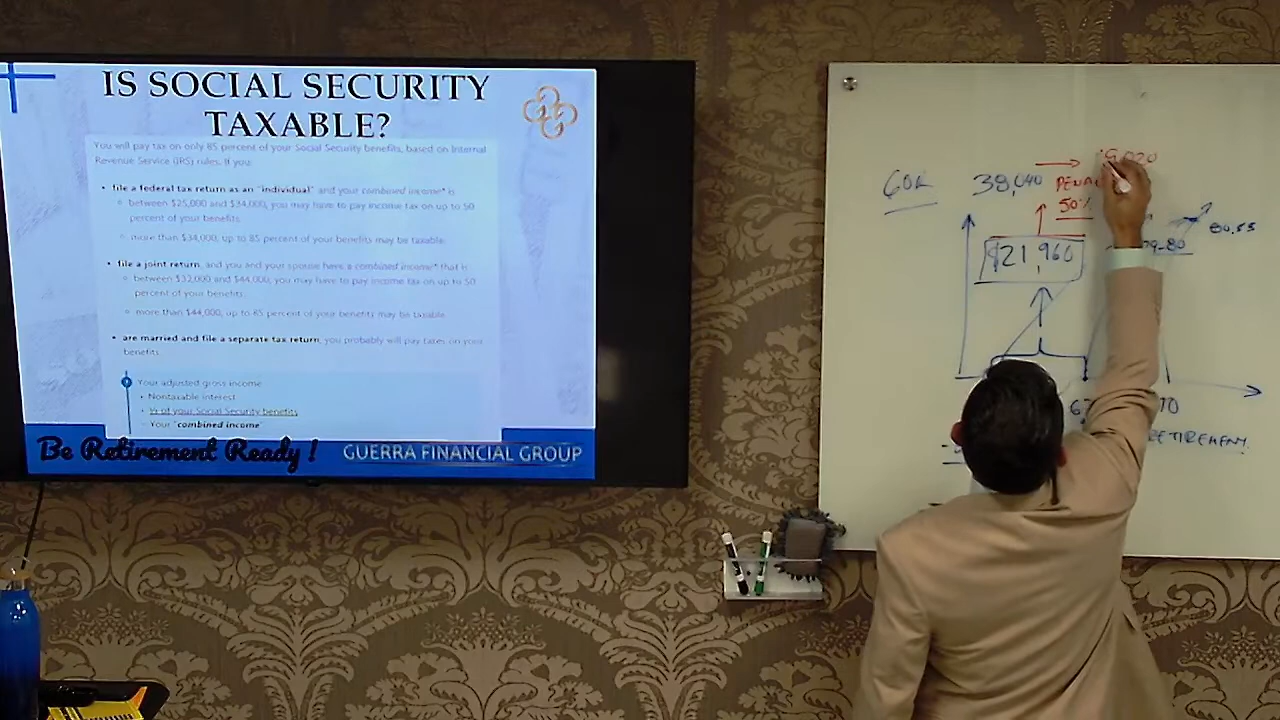 IS SOCIAL SECURITY
TAXABLE?
You will pay tax on only 85 percent of your Social Security benefits, based on Internal
Revenue Service (IRS) rules. If you:
• file a federal tax return as an "individual" and your combined income* is
between $25,000 and $34,000, you may have to pay income tax on up to 50
percent of your benefits.
more than $34,000, up to 85 percent of your benefits may be taxable.
• file a joint return, and you and your spouse have a combined income* that is
between $32,000 and $44,000, you may have to pay income tax on up to 50
percent of your benefits.
more than $44,000, up to 85 percent of your benefits may be taxable.
• are married and file a separate tax return, you probably will pay taxes on your
benefits.
Your adjusted gross income
• Nontaxable interest
• ½ of your Social Security benefits
Your "combined income"
Be Retirement Ready !
GUERRA FINANCIAL GROUP
60K
38,040
50%
$21,960
80.85
70
RETIREMENT